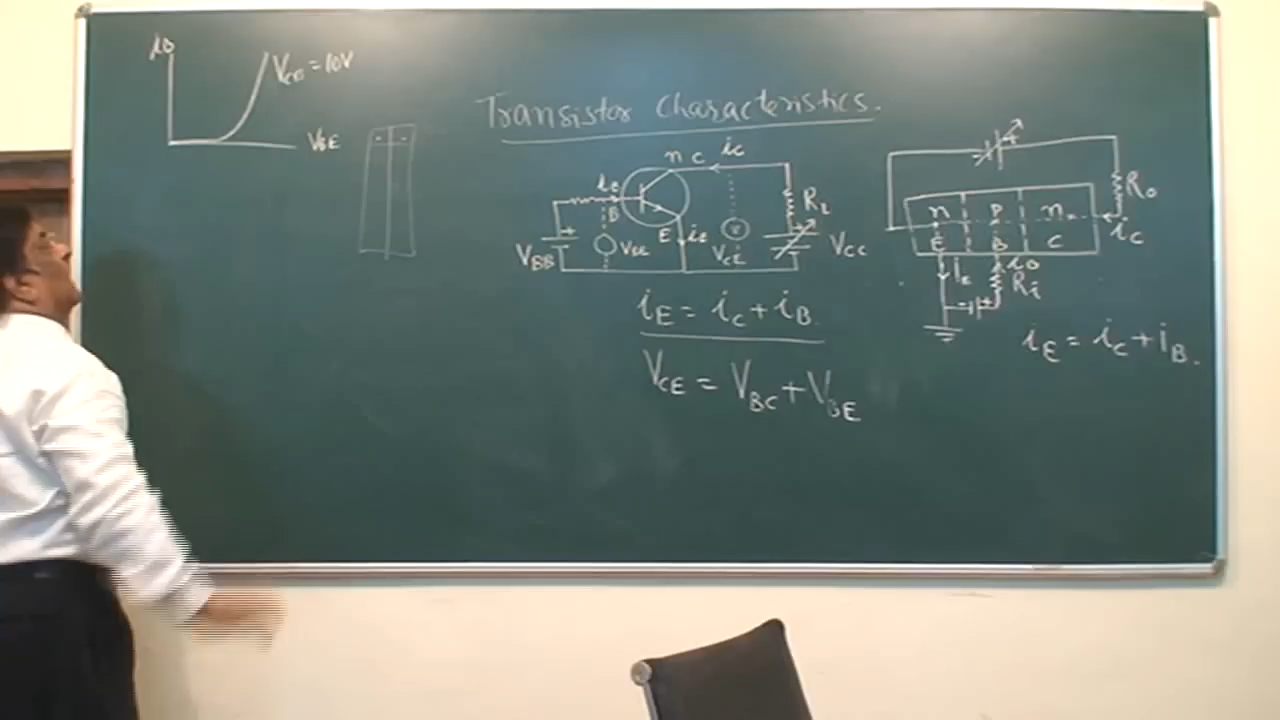 Transistor Characteristics.
iB
VCE = 10V
VBE
n C iC
iB
B
RL
E iE
VBB
VBE
V
VCE
VCC
iE = iC + iB
VCE = VBC + VBE
Ro
n P n
iC
E B C
IE iB
Ri
iE = iC + iB.